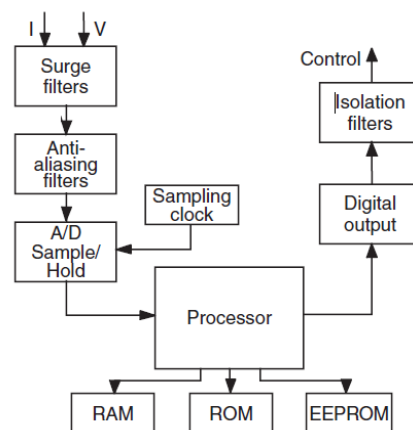 I V
Surge
filters
Anti-
aliasing
filters
A/D
Sample/
Hold
Sampling
clock
Control
Isolation
filters
Digital
output
Processor
RAM
ROM
EEPROM